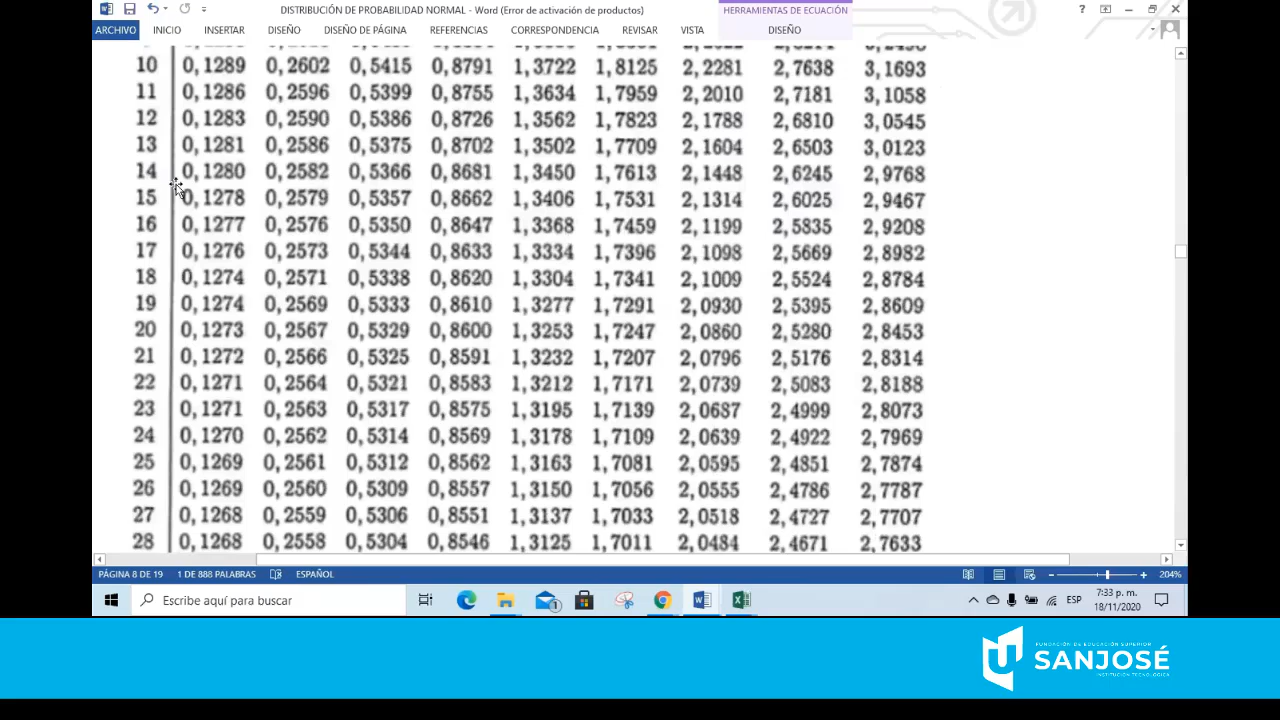 DISTRIBUCIÓN DE PROBABILIDAD NORMAL - Word (Error de activación de productos)
HERRAMIENTAS DE ECUACIÓN
ARCHIVO INICIO INSERTAR DISEÑO DISEÑO DE PÁGINA REFERENCIAS CORRESPONDENCIA REVISAR VISTA DISEÑO
10 0,1289 0,2602 0,5415 0,8791 1,3722 1,8125 2,2281 2,7638 3,1693
11 0,1286 0,2596 0,5399 0,8755 1,3634 1,7959 2,2010 2,7181 3,1058
12 0,1283 0,2590 0,5386 0,8726 1,3562 1,7823 2,1788 2,6810 3,0545
13 0,1281 0,2586 0,5375 0,8702 1,3502 1,7709 2,1604 2,6503 3,0123
14 0,1280 0,2582 0,5366 0,8681 1,3450 1,7613 2,1448 2,6245 2,9768
15 0,1278 0,2579 0,5357 0,8662 1,3406 1,7531 2,1314 2,6025 2,9467
16 0,1277 0,2576 0,5350 0,8647 1,3368 1,7459 2,1199 2,5835 2,9208
17 0,1276 0,2573 0,5344 0,8633 1,3334 1,7396 2,1098 2,5669 2,8982
18 0,1274 0,2571 0,5338 0,8620 1,3304 1,7341 2,1009 2,5524 2,8784
19 0,1274 0,2569 0,5333 0,8610 1,3277 1,7291 2,0930 2,5395 2,8609
20 0,1273 0,2567 0,5329 0,8600 1,3253 1,7247 2,0860 2,5280 2,8453
21 0,1272 0,2566 0,5325 0,8591 1,3232 1,7207 2,0796 2,5176 2,8314
22 0,1271 0,2564 0,5321 0,8583 1,3212 1,7171 2,0739 2,5083 2,8188
23 0,1271 0,2563 0,5317 0,8575 1,3195 1,7139 2,0687 2,4999 2,8073
24 0,1270 0,2562 0,5314 0,8569 1,3178 1,7109 2,0639 2,4922 2,7969
25 0,1269 0,2561 0,5312 0,8562 1,3163 1,7081 2,0595 2,4851 2,7874
26 0,1269 0,2560 0,5309 0,8557 1,3150 1,7056 2,0555 2,4786 2,7787
27 0,1268 0,2559 0,5306 0,8551 1,3137 1,7033 2,0518 2,4727 2,7707
28 0,1268 0,2558 0,5304 0,8546 1,3125 1,7011 2,0484 2,4671 2,7633
PÁGINA 8 DE 19 1 DE 888 PALABRAS ESPAÑOL 204%
Escribe aquí para buscar
ESP
7:33 p. m.
18/11/2020
FUNDACIÓN DE EDUCACIÓN SUPERIOR
SANJOSÉ
INSTITUCIÓN TECNOLÓGICA